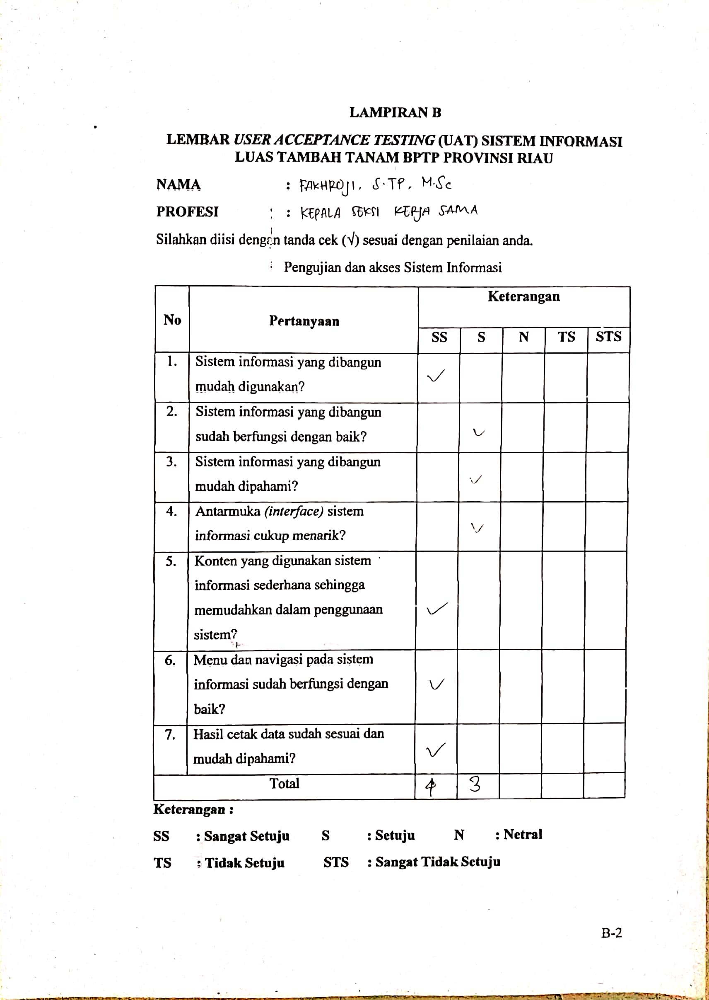 LAMPIRAN B
LEMBAR USER ACCEPTANCE TESTING (UAT) SISTEM INFORMASI
LUAS TAMBAH TANAM BPTP PROVINSI RIAU
NAMA : FAKHROJI, S.TP, M.Sc
PROFESI : KEPALA SEKSI KERJA SAMA
Silahkan diisi dengan tanda cek (√) sesuai dengan penilaian anda.
Pengujian dan akses Sistem Informasi
No Pertanyaan Keterangan
SS S N TS STS
1. Sistem informasi yang dibangun
mudah digunakan? ✓
2. Sistem informasi yang dibangun
sudah berfungsi dengan baik? ✓
3. Sistem informasi yang dibangun
mudah dipahami? ✓
4. Antarmuka (interface) sistem
informasi cukup menarik? ✓
5. Konten yang digunakan sistem
informasi sederhana sehingga
memudahkan dalam penggunaan ✓
sistem?
6. Menu dan navigasi pada sistem
informasi sudah berfungsi dengan ✓
baik?
7. Hasil cetak data sudah sesuai dan
mudah dipahami? ✓
Total 4 3
Keterangan :
SS : Sangat Setuju S : Setuju N : Netral
TS : Tidak Setuju STS : Sangat Tidak Setuju
B-2